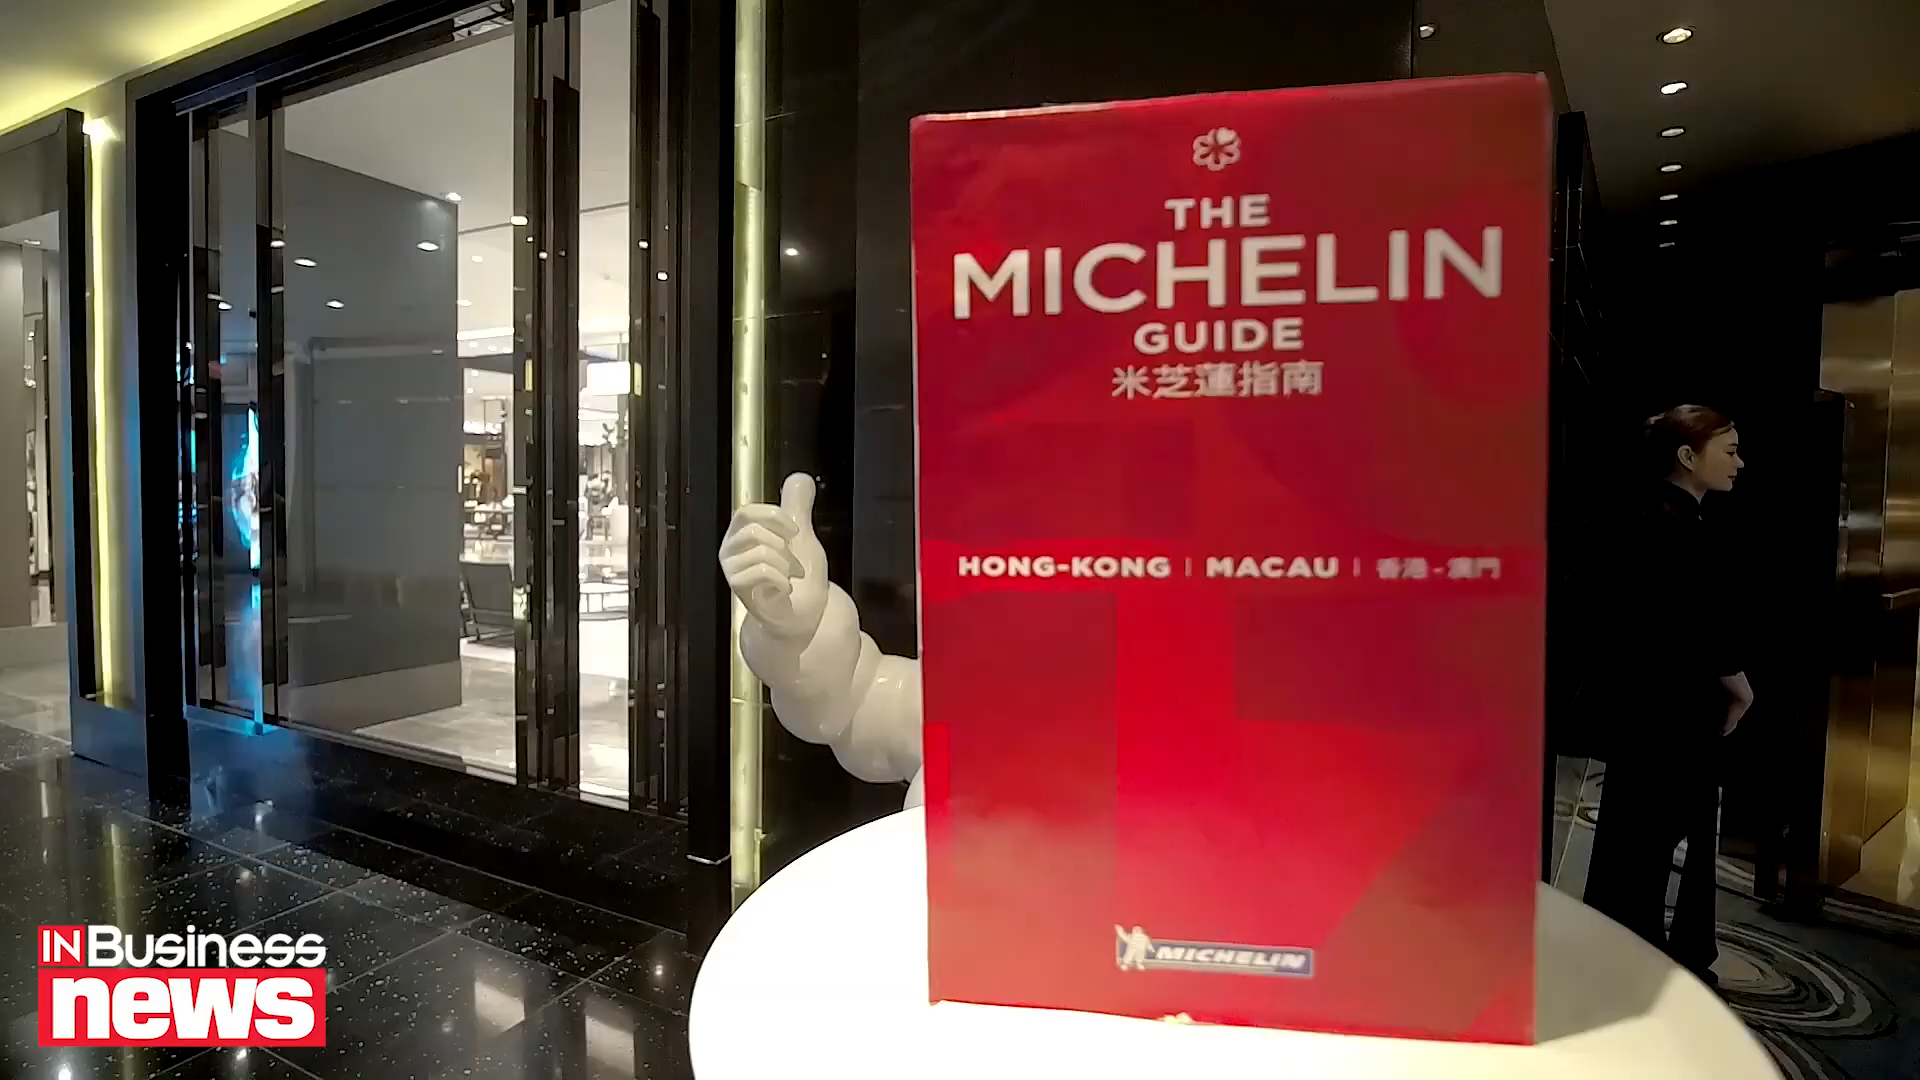 THE
MICHELIN
GUIDE
米芝蓮指南
HONG-KONG | MACAU | 香港 - 澳門
MICHELIN
IN Business
news